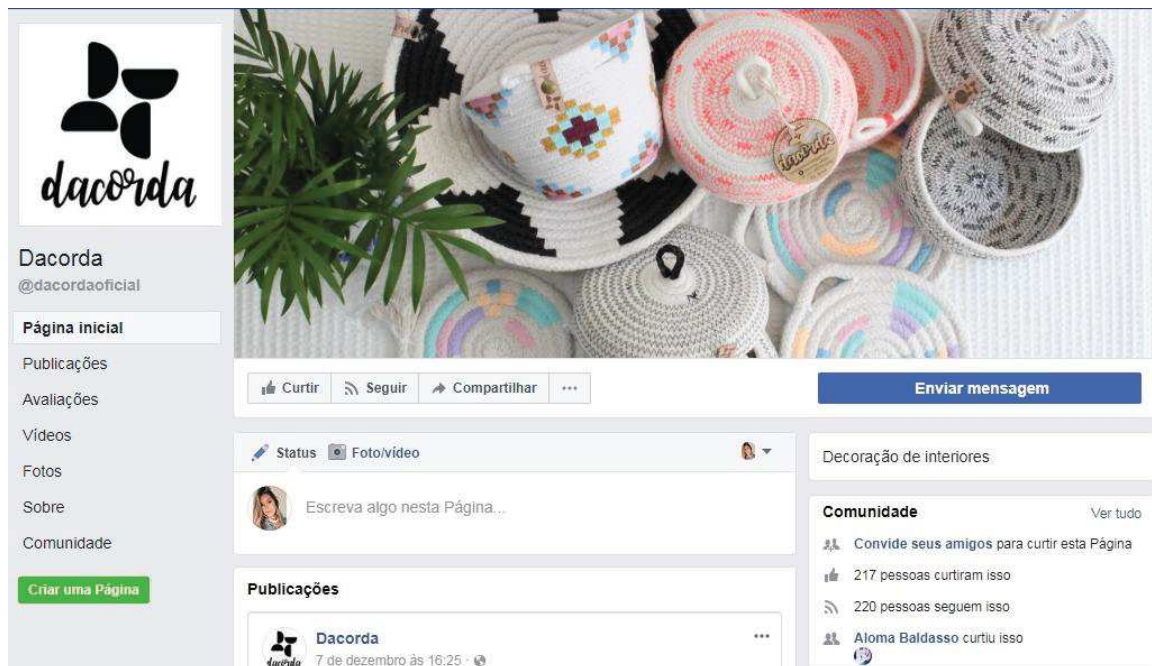 dacorda
Dacorda
@dacordaoficial
Página inicial
Publicações
Avaliações
Vídeos
Fotos
Sobre
Comunidade
Criar uma Página
dacorda
Curtir
Seguir
Compartilhar
Enviar mensagem
Status
Foto/vídeo
Escreva algo nesta Página...
Publicações
Dacorda
7 de dezembro às 16:25
dacorda
Decoração de interiores
Comunidade
Ver tudo
Convide seus amigos para curtir esta Página
217 pessoas curtiram isso
220 pessoas seguem isso
Aloma Baldasso curtiu isso